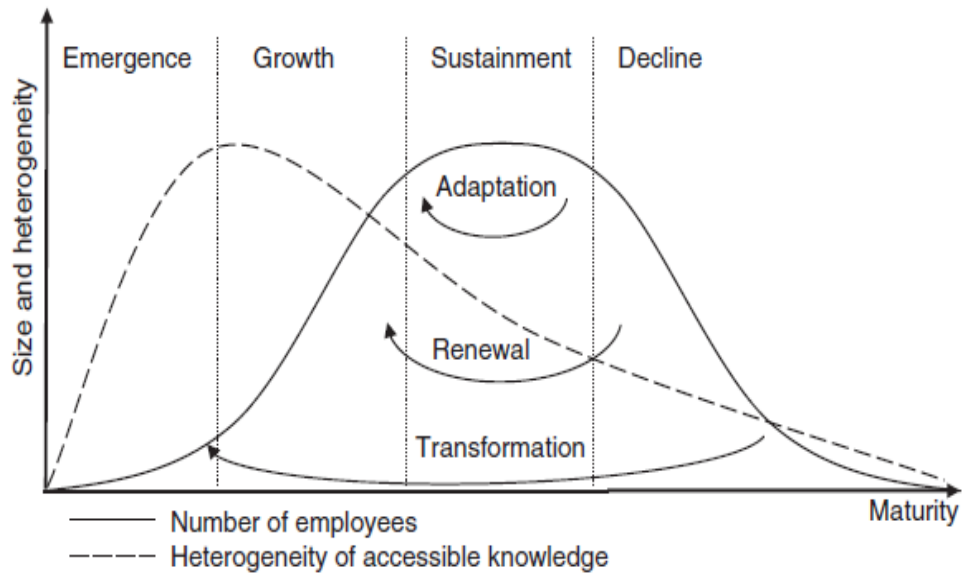 Emergence
Growth
Sustainment
Decline
Size and heterogeneity
Adaptation
Renewal
Transformation
Maturity
Number of employees
Heterogeneity of accessible knowledge